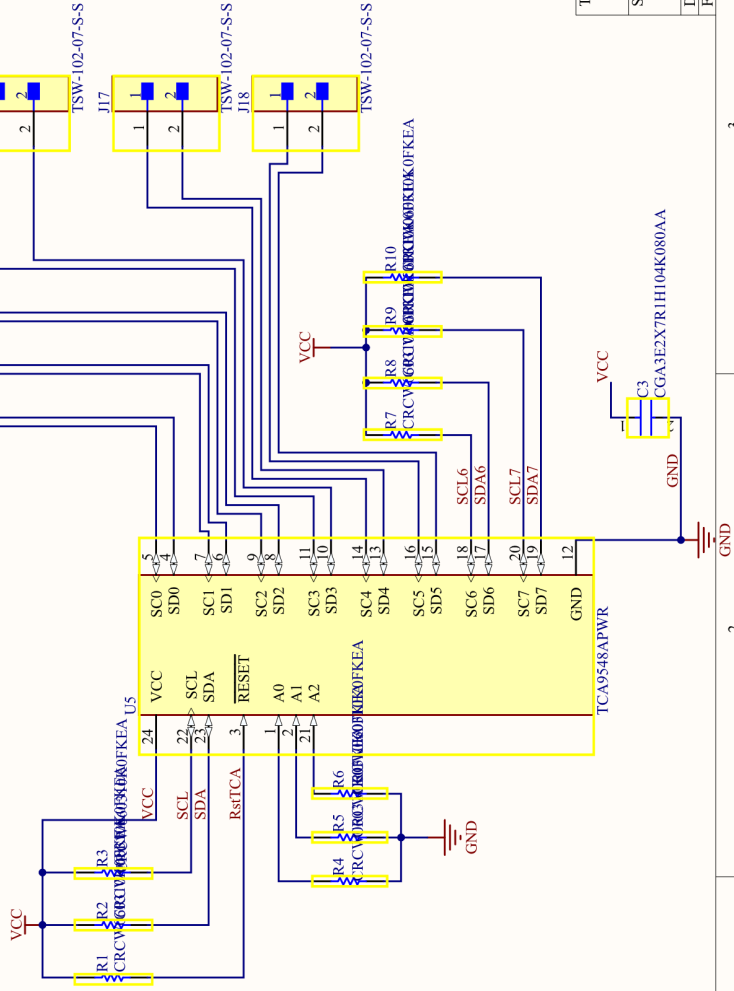 TSW-102-07-S-S
TSW-102-07-S-S
TSW-102-07-S-S
2
2
J17
1
2
1
2
J18
1
2
1
2
T
S
D
F
3
2
R10
R9
R8
R7
VCC
VCC
C3
CGA3E2X7R1H104K080AA
1
GND
GND
SCL6
SDA6
SCL7
SDA7
5
4
7
6
9
8
11
10
14
13
16
15
18
17
20
19
12
SC0
SD0
SC1
SD1
SC2
SD2
SC3
SD3
SC4
SD4
SC5
SD5
SC6
SD6
SC7
SD7
GND
U5
VCC
SCL
SDA
RESET
A0
A1
A2
TCA9548APWR
24
22
23
3
1
2
21
VCC
SCL
SDA
RstTCA
R3
R2
R1
VCC
R6
R5
R4
GND